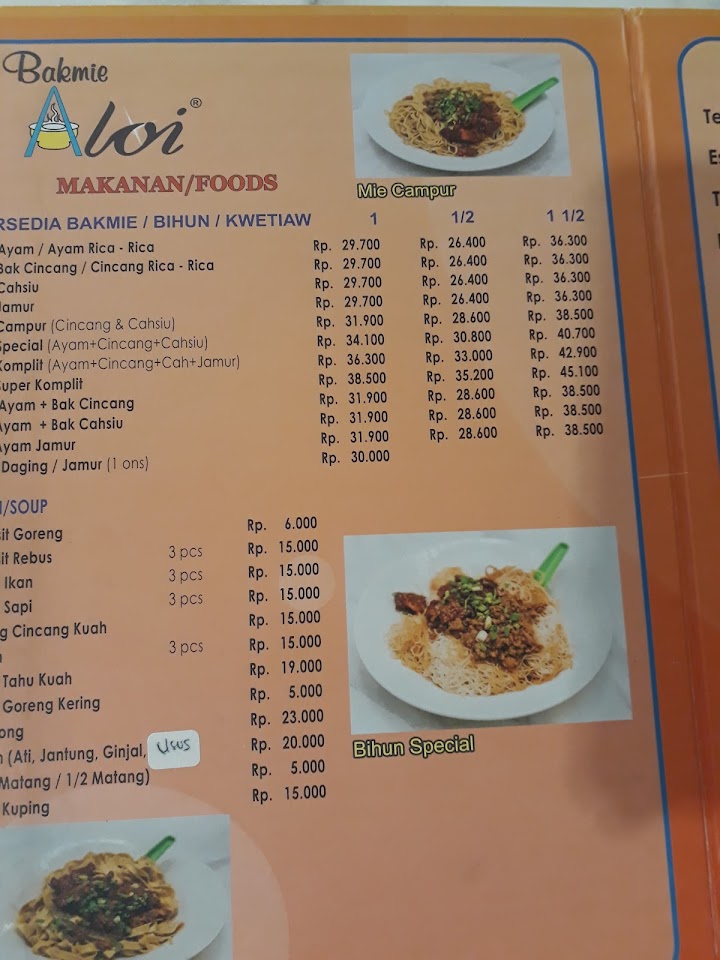 Bakmie
Aloi ®
MAKANAN/FOODS
Mie Campur
RSEDIA BAKMIE / BIHUN / KWETIAW 1 1/2 1 1/2
Ayam / Ayam Rica - Rica Rp. 29.700 Rp. 26.400 Rp. 36.300
Bak Cincang / Cincang Rica - Rica Rp. 29.700 Rp. 26.400 Rp. 36.300
Cahsiu Rp. 29.700 Rp. 26.400 Rp. 36.300
Jamur Rp. 29.700 Rp. 26.400 Rp. 36.300
Campur (Cincang & Cahsiu) Rp. 31.900 Rp. 28.600 Rp. 38.500
Special (Ayam+Cincang+Cahsiu) Rp. 34.100 Rp. 30.800 Rp. 40.700
Komplit (Ayam+Cincang+Cah+Jamur) Rp. 36.300 Rp. 33.000 Rp. 42.900
uper Komplit Rp. 38.500 Rp. 35.200 Rp. 45.100
Ayam + Bak Cincang Rp. 31.900 Rp. 28.600 Rp. 38.500
Ayam + Bak Cahsiu Rp. 31.900 Rp. 28.600 Rp. 38.500
Ayam Jamur Rp. 31.900 Rp. 28.600 Rp. 38.500
Daging / Jamur (1 ons) Rp. 30.000
/SOUP
sit Goreng Rp. 6.000
sit Rebus 3 pcs Rp. 15.000
Ikan 3 pcs Rp. 15.000
Sapi 3 pcs Rp. 15.000
g Cincang Kuah Rp. 15.000
3 pcs Rp. 15.000
Tahu Kuah Rp. 19.000
Goreng Kering Rp. 5.000
ong Rp. 23.000
(Ati, Jantung, Ginjal, Usus Rp. 20.000
Matang / 1/2 Matang) Rp. 5.000
Kuping Rp. 15.000
Bihun Special
Te
Es
T